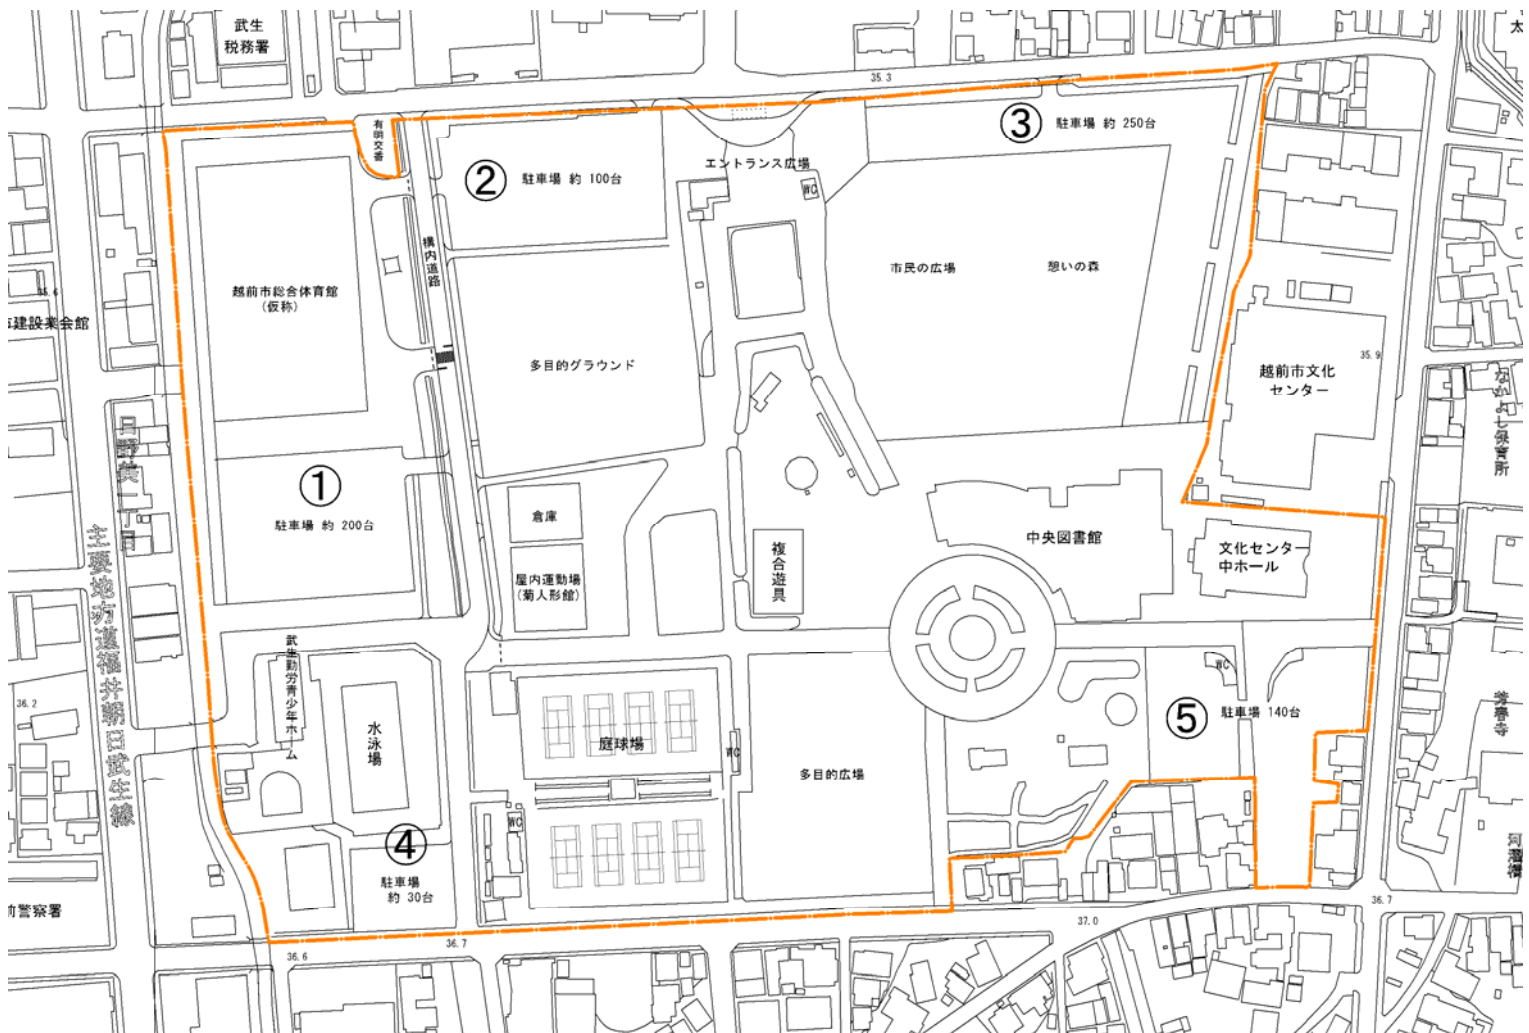 武生
税務署
太
35.3
有明交番
③
駐車場 約 250台
エントランス広場
WC
②
駐車場 約 100台
構内道路
市民の広場
憩いの森
越前市総合体育館
(仮称)
35.6
建設業会館
多目的グラウンド
35.9
越前市文化
センター
なかよし保育所
①
駐車場 約 200台
倉庫
中央図書館
文化センター
中ホール
複合遊具
屋内運動場
(菊人形館)
主要地方道福井朝日武生線
武生勤労青少年ホーム
水泳場
36.2
WC
⑤
駐車場 140台
芳春寺
庭球場
WC
多目的広場
WC
④
駐車場
約 30台
前警察署
36.7
36.6
37.0
36.7